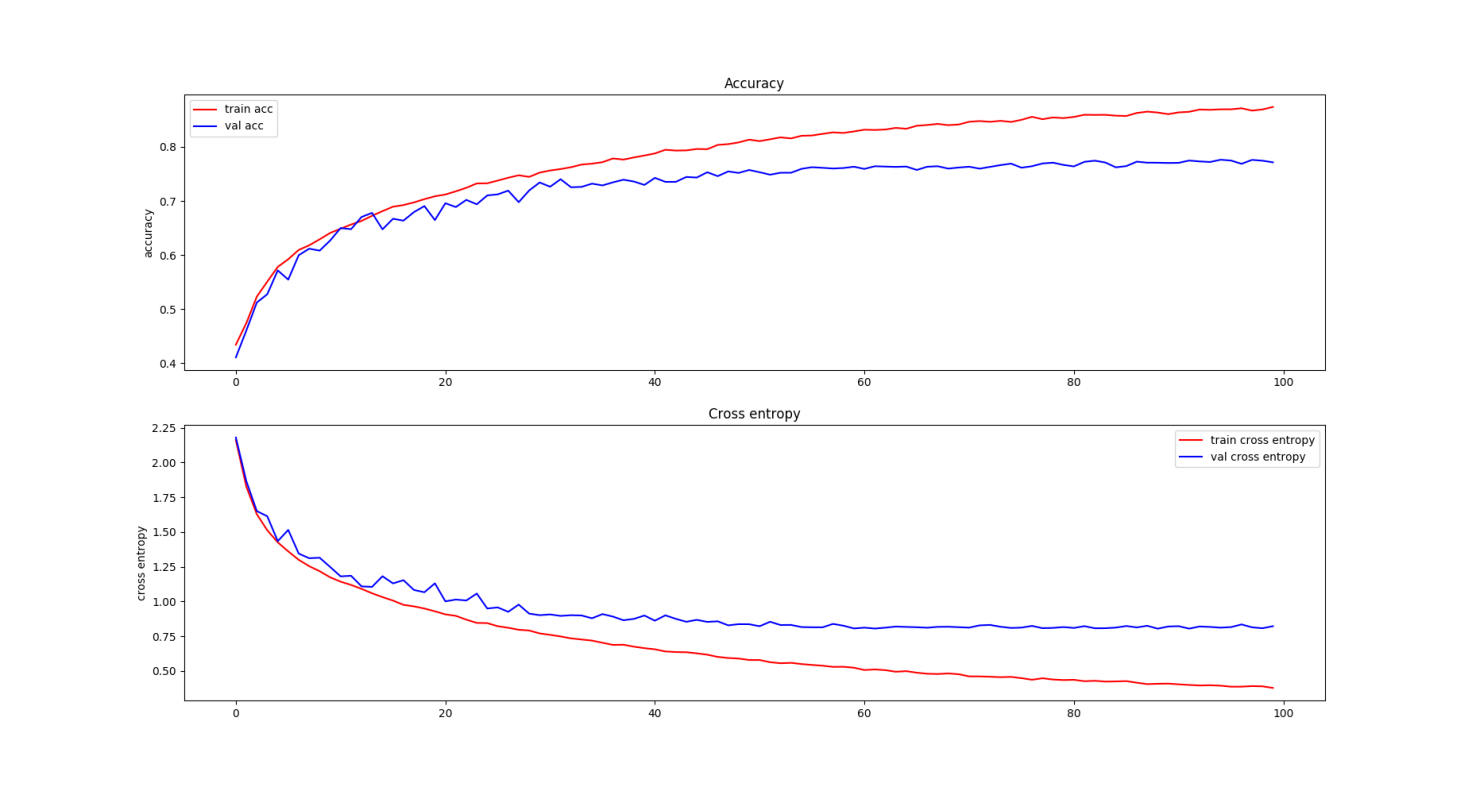 Accuracy
train acc
val acc
0.8
0.7
0.6
0.5
0.4
accuracy
0 20 40 60 80 100
Cross entropy
train cross entropy
val cross entropy
2.25
2.00
1.75
1.50
1.25
1.00
0.75
0.50
cross entropy
0 20 40 60 80 100